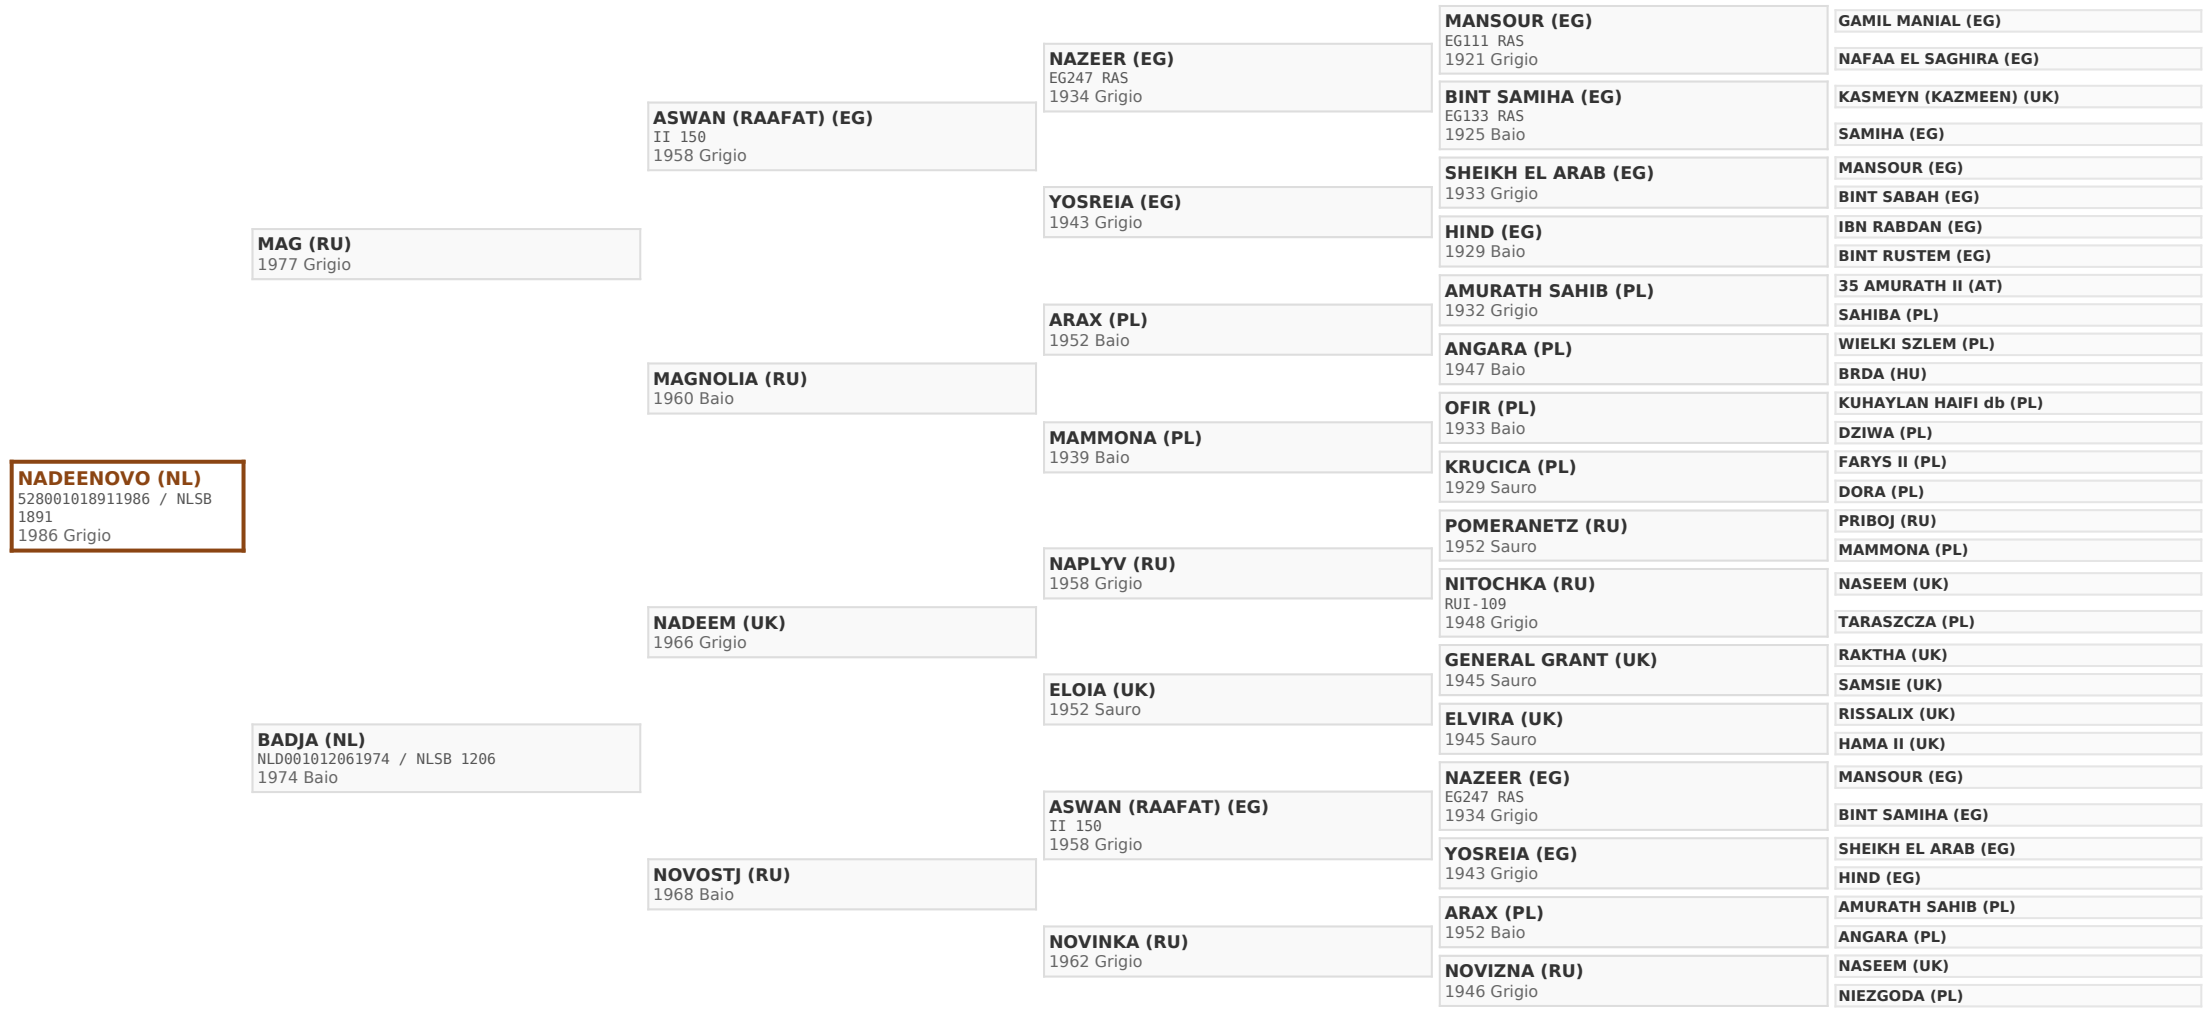 NADEENOVO (NL)
528001018911986 / NLSB
1891
1986 Grigio
MAG (RU)
1977 Grigio
BADJA (NL)
NLD001012061974 / NLSB 1206
1974 Baio
ASWAN (RAAFAT) (EG)
II 150
1958 Grigio
MAGNOLIA (RU)
1960 Baio
NADEEM (UK)
1966 Grigio
NOVOSTJ (RU)
1968 Baio
NAZEER (EG)
EG247 RAS
1934 Grigio
YOSREIA (EG)
1943 Grigio
ARAX (PL)
1952 Baio
MAMMONA (PL)
1939 Baio
NAPLYV (RU)
1958 Grigio
ELOIA (UK)
1952 Sauro
ASWAN (RAAFAT) (EG)
II 150
1958 Grigio
NOVINKA (RU)
1962 Grigio
MANSOUR (EG)
EG111 RAS
1921 Grigio
BINT SAMIHA (EG)
EG133 RAS
1925 Baio
SHEIKH EL ARAB (EG)
1933 Grigio
HIND (EG)
1929 Baio
AMURATH SAHIB (PL)
1932 Grigio
ANGARA (PL)
1947 Baio
OFIR (PL)
1933 Baio
KRUCICA (PL)
1929 Sauro
POMERANETZ (RU)
1952 Sauro
NITOCHKA (RU)
RUI-109
1948 Grigio
GENERAL GRANT (UK)
1945 Sauro
ELVIRA (UK)
1945 Sauro
NAZEER (EG)
EG247 RAS
1934 Grigio
YOSREIA (EG)
1943 Grigio
ARAX (PL)
1952 Baio
NOVIZNA (RU)
1946 Grigio
GAMIL MANIAL (EG)
NAFAA EL SAGHIRA (EG)
KASMEYN (KAZMEEN) (UK)
SAMIHA (EG)
MANSOUR (EG)
BINT SABAH (EG)
IBN RABDAN (EG)
BINT RUSTEM (EG)
35 AMURATH II (AT)
SAHIBA (PL)
WIELKI SZLEM (PL)
BRDA (HU)
KUHAYLAN HAIFI db (PL)
DZIWA (PL)
FARYS II (PL)
DORA (PL)
PRIBOJ (RU)
MAMMONA (PL)
NASEEM (UK)
TARASZCZA (PL)
RAKTHA (UK)
SAMSIE (UK)
RISSALIX (UK)
HAMA II (UK)
MANSOUR (EG)
BINT SAMIHA (EG)
SHEIKH EL ARAB (EG)
HIND (EG)
AMURATH SAHIB (PL)
ANGARA (PL)
NASEEM (UK)
NIEZGODA (PL)